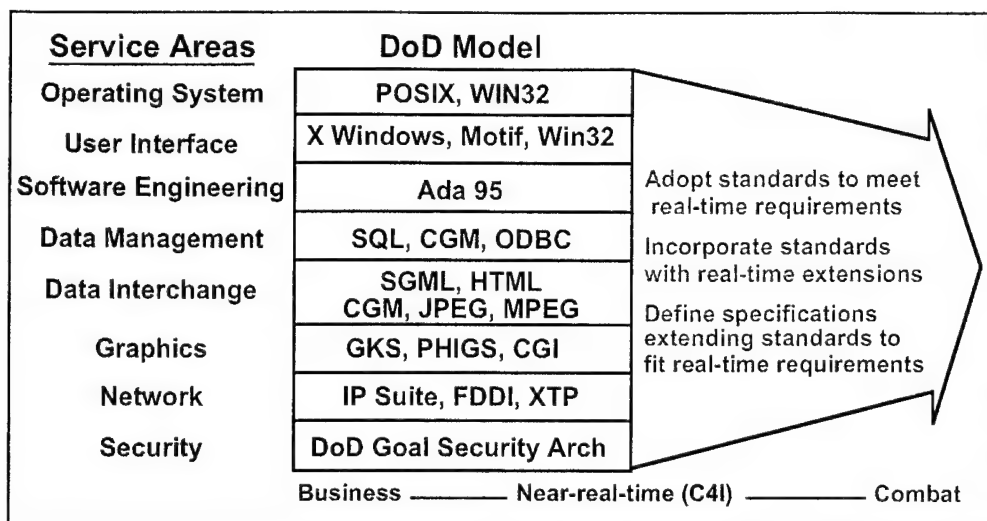 Service Areas DoD Model
Operating System POSIX, WIN32
User Interface X Windows, Motif, Win32
Software Engineering Ada 95
Data Management SQL, CGM, ODBC
Data Interchange SGML, HTML
CGM, JPEG, MPEG
Graphics GKS, PHIGS, CGI
Network IP Suite, FDDI, XTP
Security DoD Goal Security Arch
Adopt standards to meet
real-time requirements
Incorporate standards
with real-time extensions
Define specifications
extending standards to
fit real-time requirements
Business Near-real-time (C4I) Combat